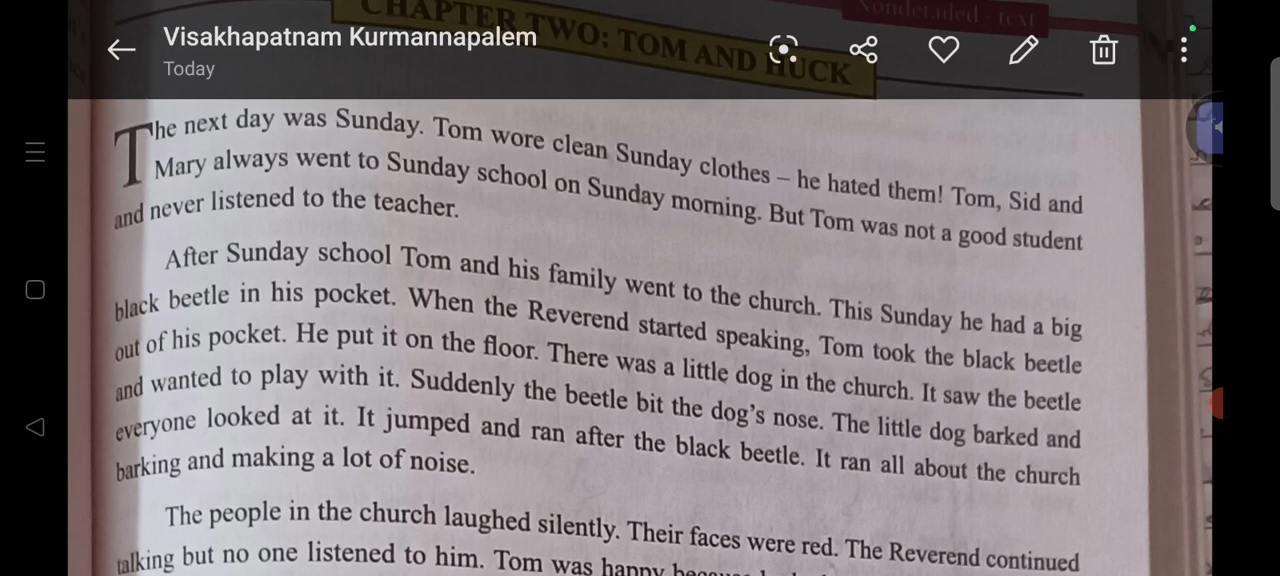 Visakhapatnam Kurmannapalem
Today
Nondetailed - text
CHAPTER TWO: TOM AND HUCK
The next day was Sunday. Tom wore clean Sunday clothes – he hated them! Tom, Sid and
Mary always went to Sunday school on Sunday morning. But Tom was not a good student
and never listened to the teacher.
After Sunday school Tom and his family went to the church. This Sunday he had a big
black beetle in his pocket. When the Reverend started speaking, Tom took the black beetle
out of his pocket. He put it on the floor. There was a little dog in the church. It saw the beetle
and wanted to play with it. Suddenly the beetle bit the dog's nose. The little dog barked and
everyone looked at it. It jumped and ran after the black beetle. It ran all about the church
barking and making a lot of noise.
The people in the church laughed silently. Their faces were red. The Reverend continued
talking but no one listened to him. Tom was happy